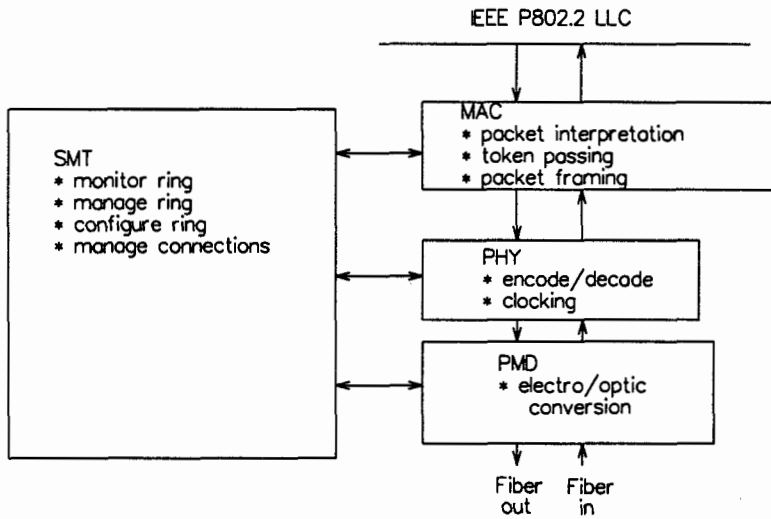 IEEE P802.2 LLC
MAC
* packet interpretation
* token passing
* packet framing
SMT
* monitor ring
* manage ring
* configure ring
* manage connections
PHY
* encode/decode
* clocking
PMD
* electro/optic
conversion
Fiber
out
Fiber
in